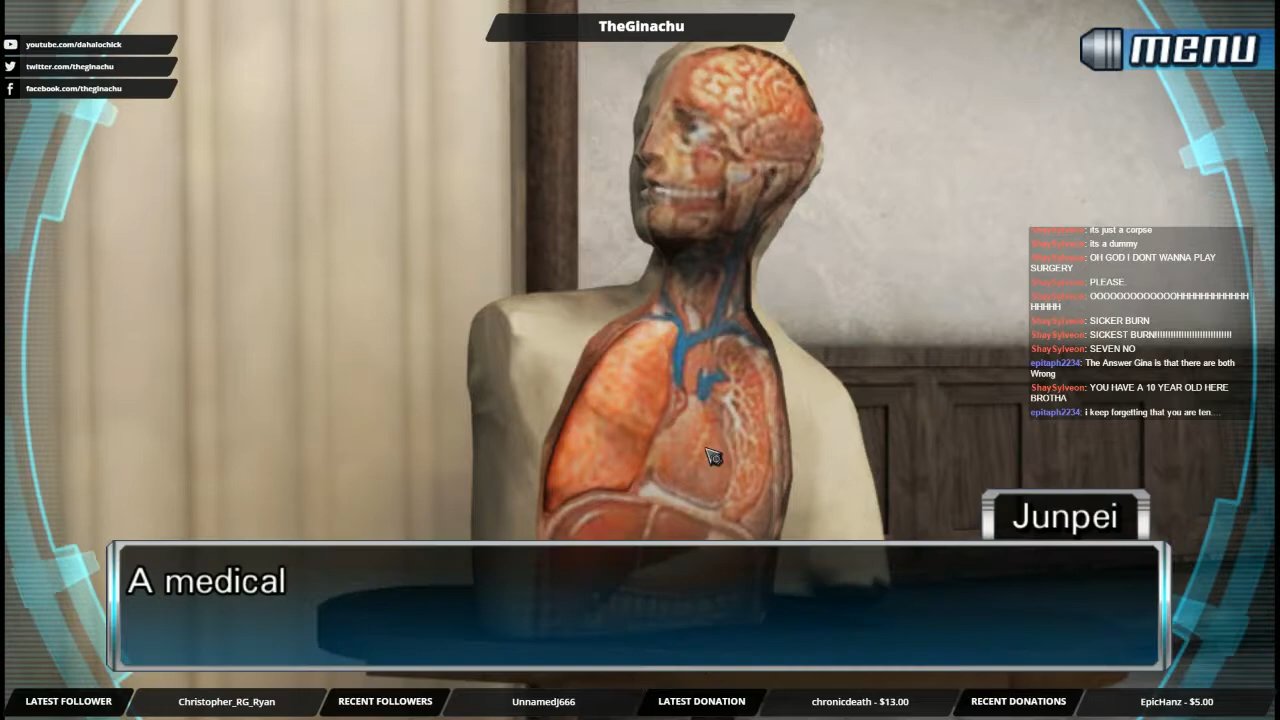 TheGinachu
youtube.com/dahalochick
twitter.com/theginachu
facebook.com/theginachu
menu
ShaySylveon: its just a corpse
ShaySylveon: its a dummy
ShaySylveon: OH GOD I DONT WANNA PLAY
SURGERY
ShaySylveon: PLEASE.
ShaySylveon: OOOOOOOOOOOOOHHHHHHHHHHHH
HHHHH
ShaySylveon: SICKER BURN
ShaySylveon: SICKEST BURN!!!!!!!!!!!!!!!!!!!!!!!!!!!!
ShaySylveon: SEVEN NO
epitaph2234: The Answer Gina is that there are both
Wrong
ShaySylveon: YOU HAVE A 10 YEAR OLD HERE
BROTHA
epitaph2234: i keep forgetting that you are ten....
Junpei
A medical
LATEST FOLLOWER Christopher_RG_Ryan RECENT FOLLOWERS UnnamedJ666 LATEST DONATION chronicdeath - $13.00 RECENT DONATIONS EpicHanz - $5.00